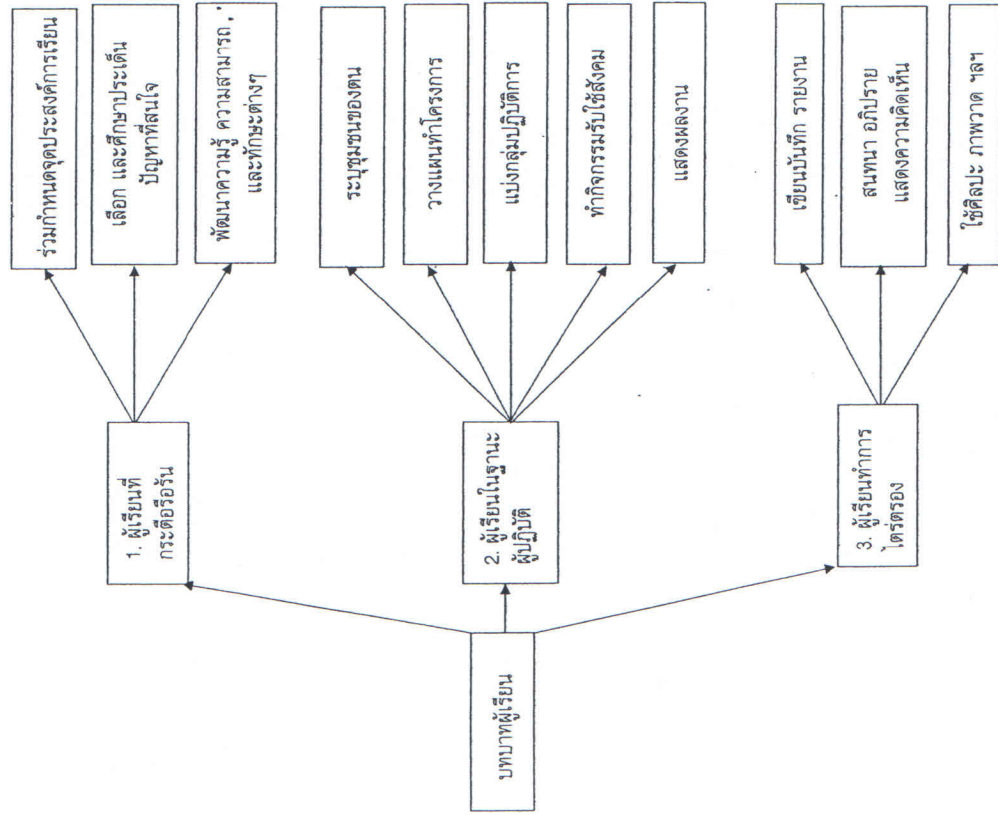 บทบาทผู้เรียน
1. ผู้เรียนที่
กระตือรือร้น
ร่วมกำหนดจุดประสงค์การเรียน
เลือก และศึกษาประเด็น
ปัญหาที่สนใจ
พัฒนาความรู้ ความสามารถ,
และทักษะต่างๆ
2. ผู้เรียนในฐานะ
ผู้ปฏิบัติ
ระบุชุมชนของตน
วางแผนทำโครงการ
แบ่งกลุ่มปฏิบัติการ
ทำกิจกรรมรับใช้สังคม
แสดงผลงาน
3. ผู้เรียนทำการ
ไตร่ตรอง
เขียนบันทึก รายงาน
สนทนา อภิปราย
แสดงความคิดเห็น
ใช้ศิลปะ ภาพวาด ฯลฯ